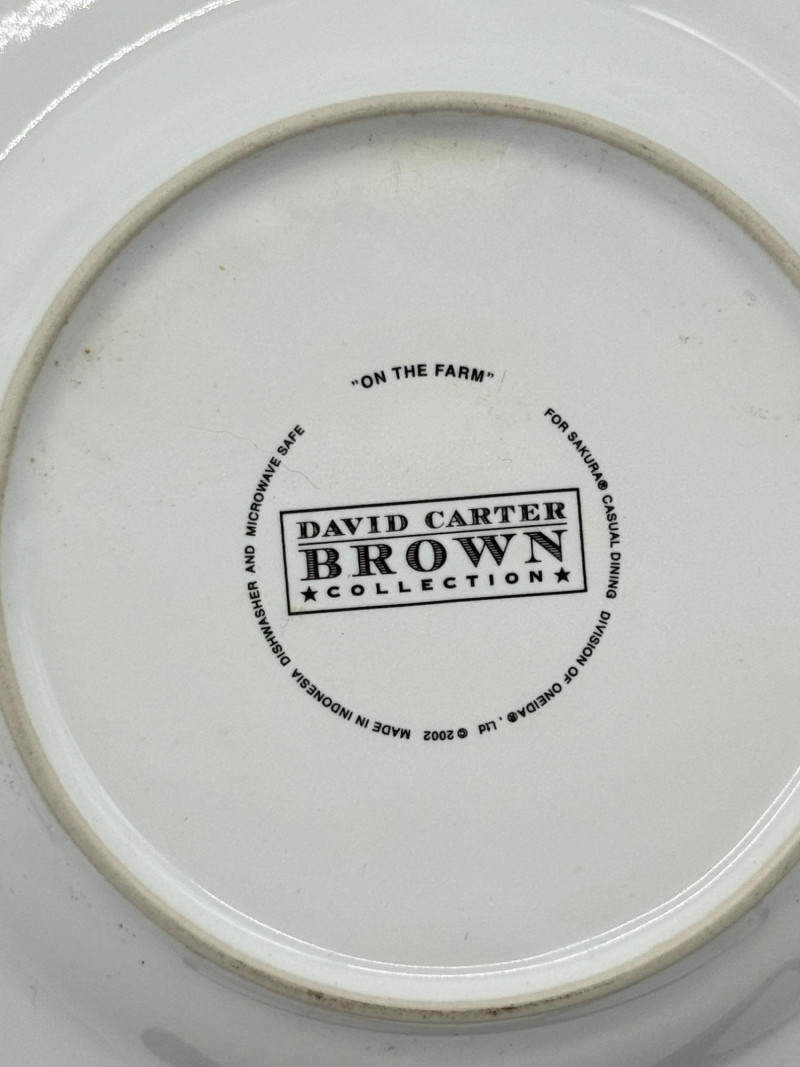 "ON THE FARM"
FOR SAKURA® CASUAL DINING DIVISION OF ONEIDA®, Ltd © 2002 MADE IN INDONESIA DISHWASHER AND MICROWAVE SAFE
DAVID CARTER
BROWN
★COLLECTION★